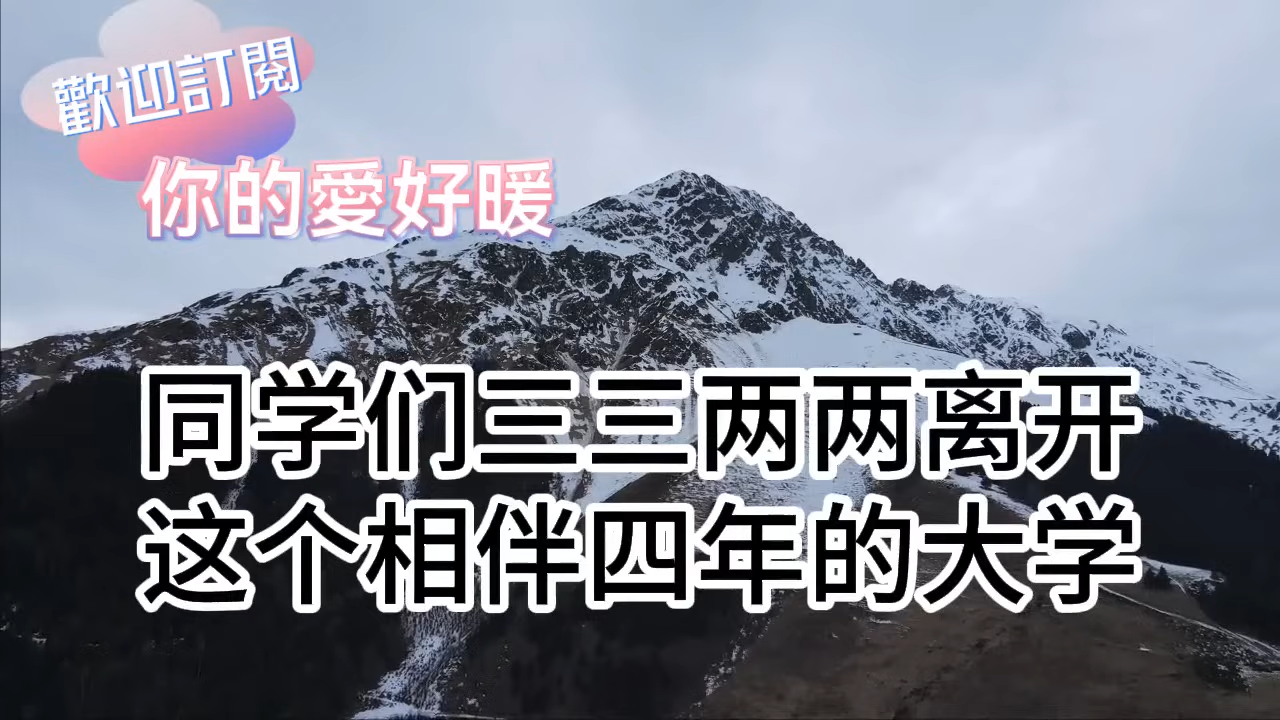 歡迎訂閱
你的愛好暖
同学们三三两两离开
这个相伴四年的大学